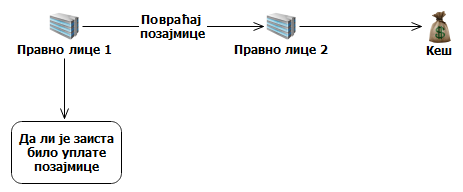 Повраћај
позајмице
Правно лице 1
Правно лице 2
Кеш
Да ли је заиста
било уплате
позајмице